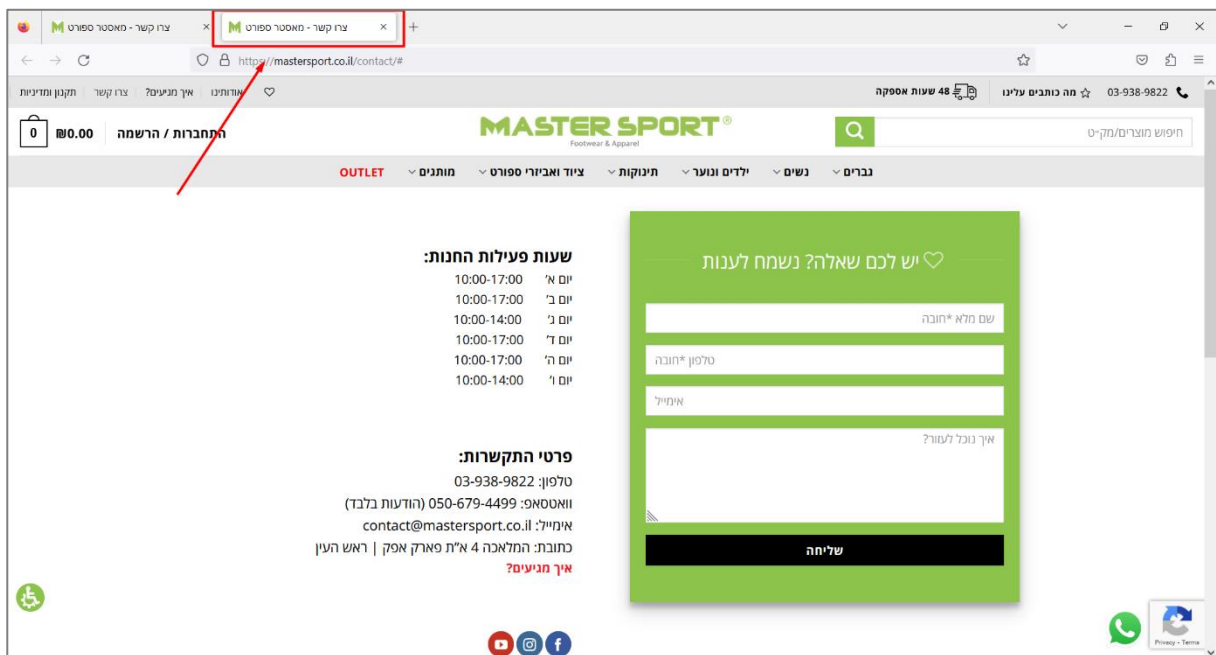 צרו קשר - מאסטר ספורט
צרו קשר - מאסטר ספורט
https://mastersport.co.il/contact/#
03-938-9822
מה כותבים עלינו
48 שעות אספקה
אודותינו
איך מגיעים?
צרו קשר
תקנון ומדיניות
חיפוש מוצרים/מק-ט
MASTER SPORT®
Footwear & Apparel
התחברות / הרשמה
₪0.00
0
גברים
נשים
ילדים ונוער
תינוקות
ציוד ואביזרי ספורט
מותגים
OUTLET
יש לכם שאלה? נשמח לענות
שם מלא *חובה
טלפון *חובה
אימייל
איך נוכל לעזור?
שליחה
שעות פעילות החנות:
יום א׳ 10:00-17:00
יום ב׳ 10:00-17:00
יום ג׳ 10:00-14:00
יום ד׳ 10:00-17:00
יום ה׳ 10:00-17:00
יום ו׳ 10:00-14:00
פרטי התקשרות:
טלפון: 03-938-9822
וואטסאפ: 050-679-4499 (הודעות בלבד)
אימייל: contact@mastersport.co.il
כתובת: המלאכה 4 א״ת פארק אפק | ראש העין
איך מגיעים?
Privacy - Terms